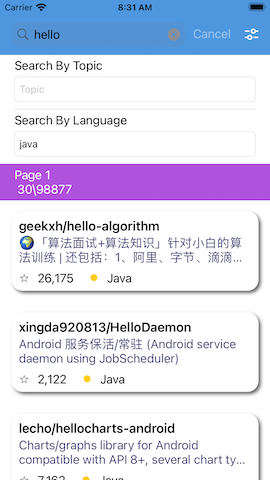 Carrier 8:31 AM
hello Cancel
Search By Topic
Topic
Search By Language
java
Page 1
30\98877
geekxh/hello-algorithm
🌍「算法面试+算法知识」针对小白的算
法训练 | 还包括：1、阿里、字节、滴滴...
☆ 26,175 Java
xingda920813/HelloDaemon
Android 服务保活/常驻 (Android service
daemon using JobScheduler)
☆ 2,122 Java
lecho/hellocharts-android
Charts/graphs library for Android
compatible with API 8+, several chart ty...
☆ 7,162 Java